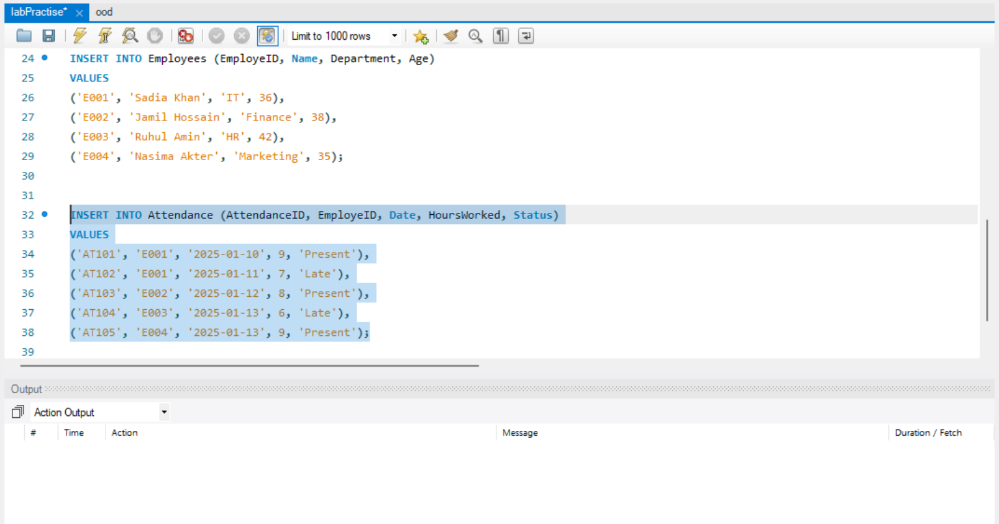 labPractise* × ood
Limit to 1000 rows
24 INSERT INTO Employees (EmployeID, Name, Department, Age)
25 VALUES
26 ('E001', 'Sadia Khan', 'IT', 36),
27 ('E002', 'Jamil Hossain', 'Finance', 38),
28 ('E003', 'Ruhul Amin', 'HR', 42),
29 ('E004', 'Nasima Akter', 'Marketing', 35);
30
31
32 INSERT INTO Attendance (AttendanceID, EmployeID, Date, HoursWorked, Status)
33 VALUES
34 ('AT101', 'E001', '2025-01-10', 9, 'Present'),
35 ('AT102', 'E001', '2025-01-11', 7, 'Late'),
36 ('AT103', 'E002', '2025-01-12', 8, 'Present'),
37 ('AT104', 'E003', '2025-01-13', 6, 'Late'),
38 ('AT105', 'E004', '2025-01-13', 9, 'Present');
39
Output
Action Output
# Time Action Message Duration / Fetch